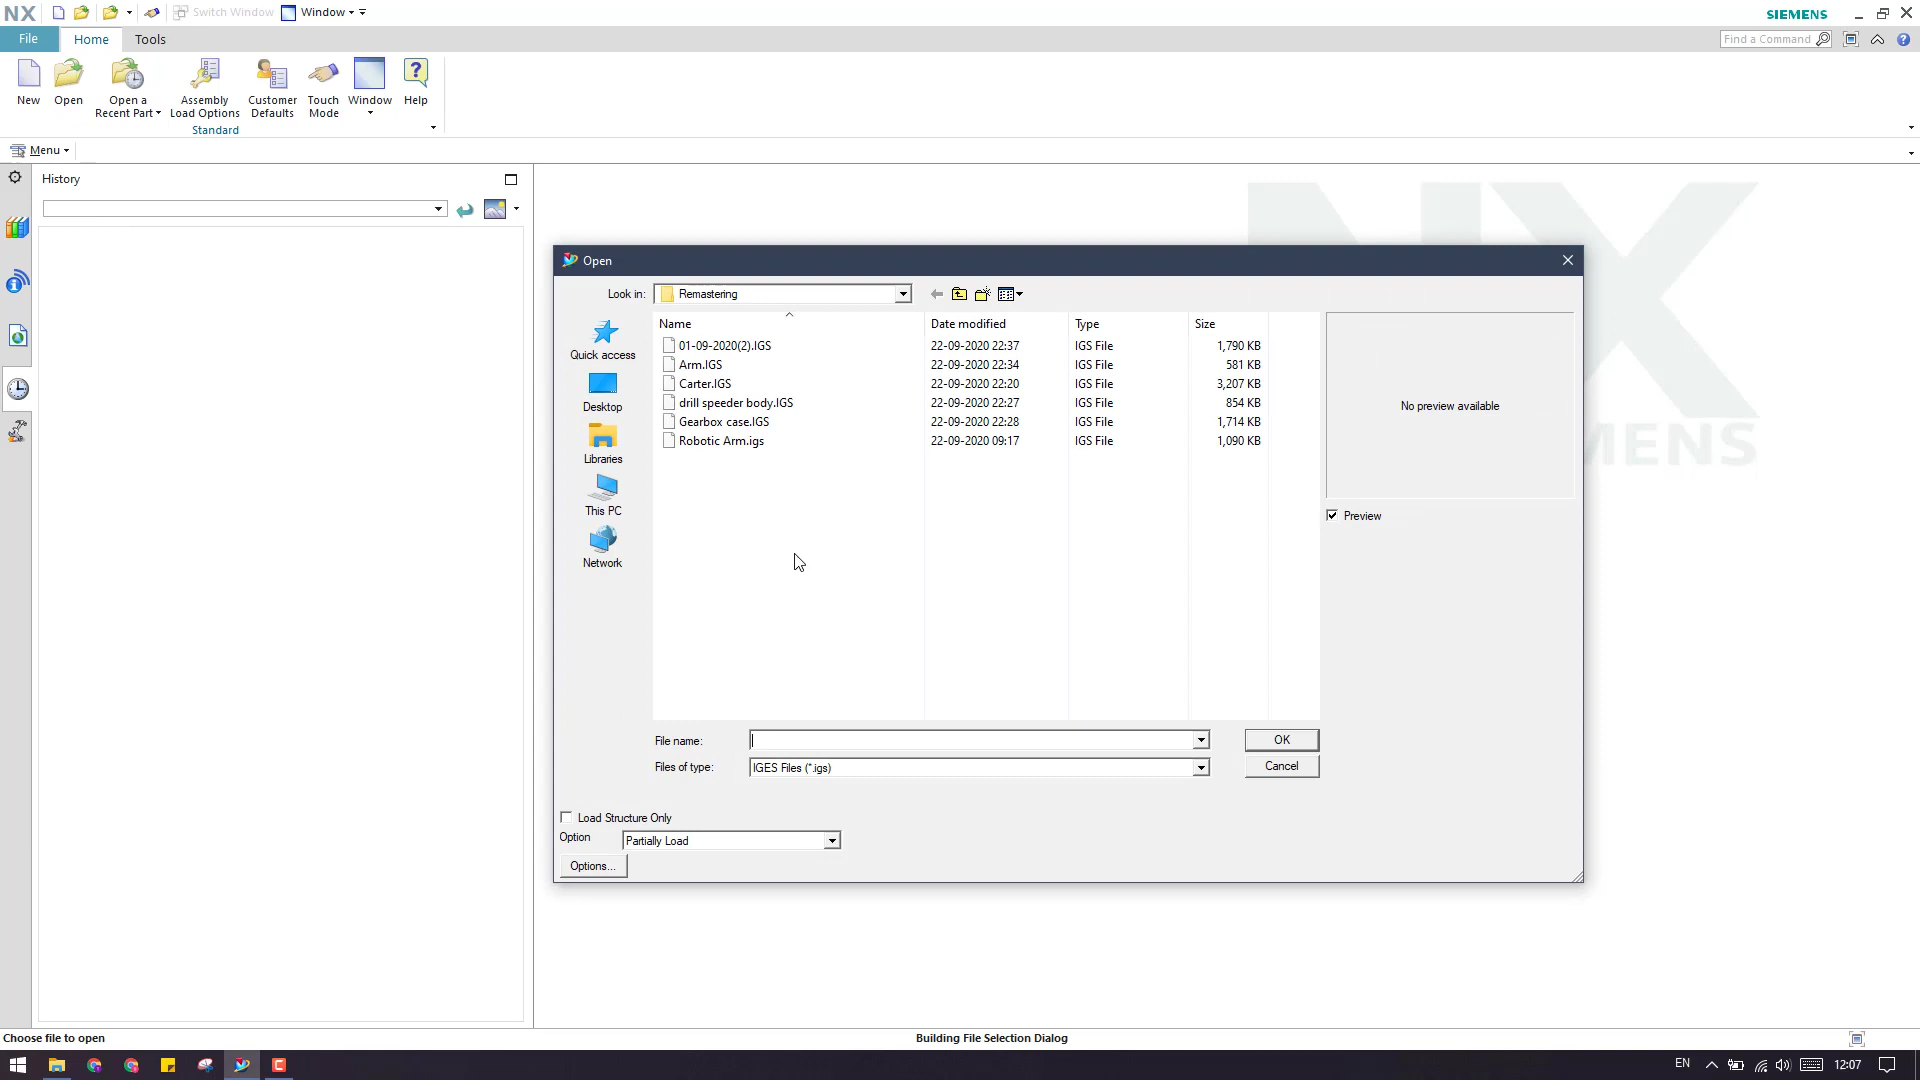 NX Switch Window Window SIEMENS
File Home Tools Find a Command
New Open Open a Recent Part Assembly Load Options Customer Defaults Touch Mode Window Help
Standard
Menu
History
NX
SIEMENS
Open
Look in: Remastering
Name Date modified Type Size
01-09-2020(2).IGS 22-09-2020 22:37 IGS File 1,790 KB
Arm.IGS 22-09-2020 22:34 IGS File 581 KB
Carter.IGS 22-09-2020 22:20 IGS File 3,207 KB
drill speeder body.IGS 22-09-2020 22:27 IGS File 854 KB
Gearbox case.IGS 22-09-2020 22:28 IGS File 1,714 KB
Robotic Arm.igs 22-09-2020 09:17 IGS File 1,090 KB
Quick access
Desktop
Libraries
This PC
Network
No preview available
Preview
File name: OK
Files of type: IGES Files (*.igs) Cancel
Load Structure Only
Option Partially Load
Options...
Choose file to open Building File Selection Dialog
EN 12:07